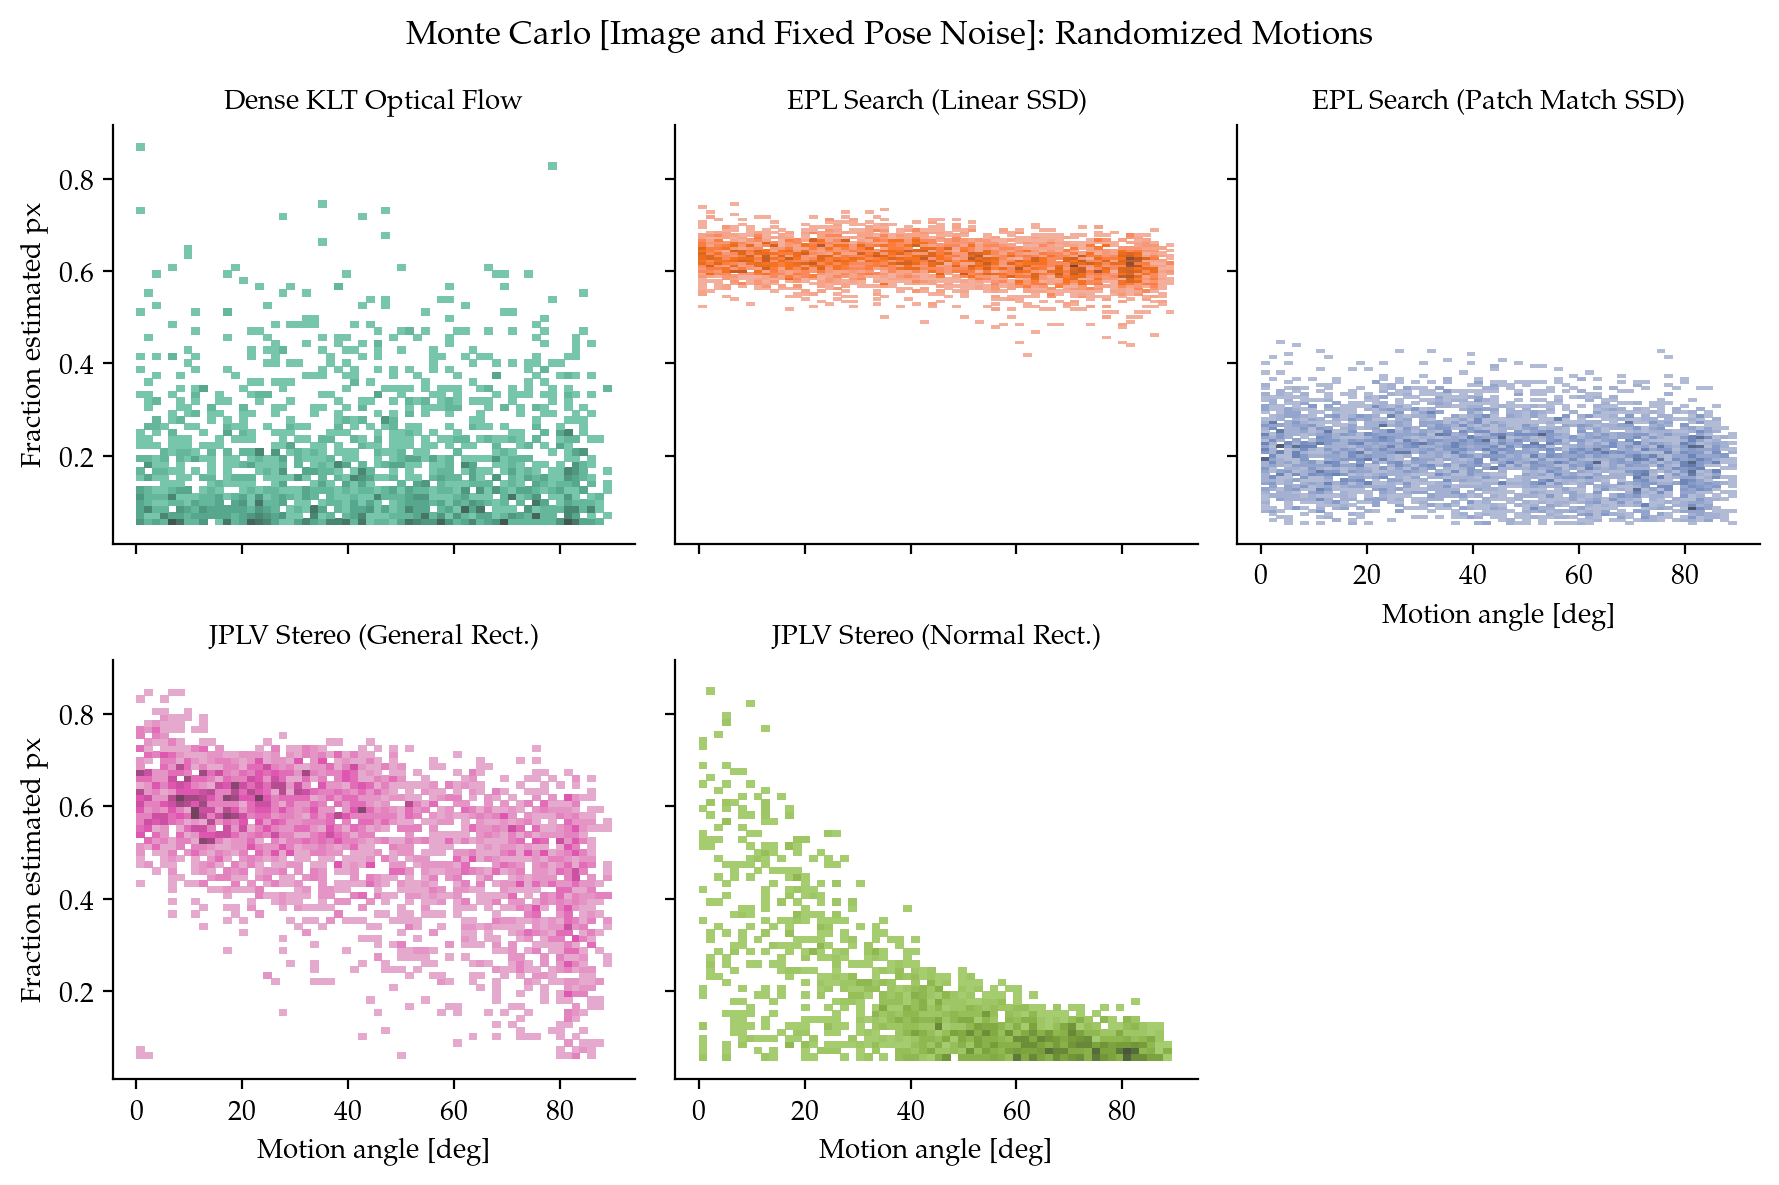 Monte Carlo [Image and Fixed Pose Noise]: Randomized Motions
Dense KLT Optical Flow
EPL Search (Linear SSD)
EPL Search (Patch Match SSD)
Fraction estimated px
0.8
0.6
0.4
0.2
0 20 40 60 80
Motion angle [deg]
JPLV Stereo (General Rect.)
JPLV Stereo (Normal Rect.)
Fraction estimated px
0.8
0.6
0.4
0.2
0 20 40 60 80
Motion angle [deg]
0 20 40 60 80
Motion angle [deg]